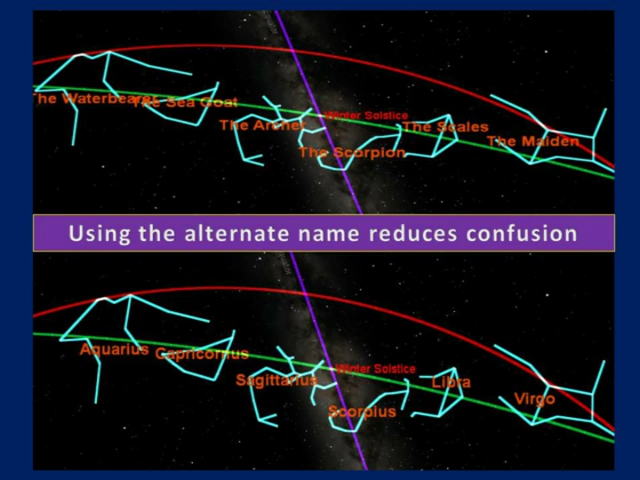 he Waterbearer
The Sea Goat
The Archer
Winter Solstice
The Scales
The Scorpion
The Maiden
Using the alternate name reduces confusion
Aquarius
Capricornus
Sagittarius
Winter Solstice
Libra
Scorpius
Virgo